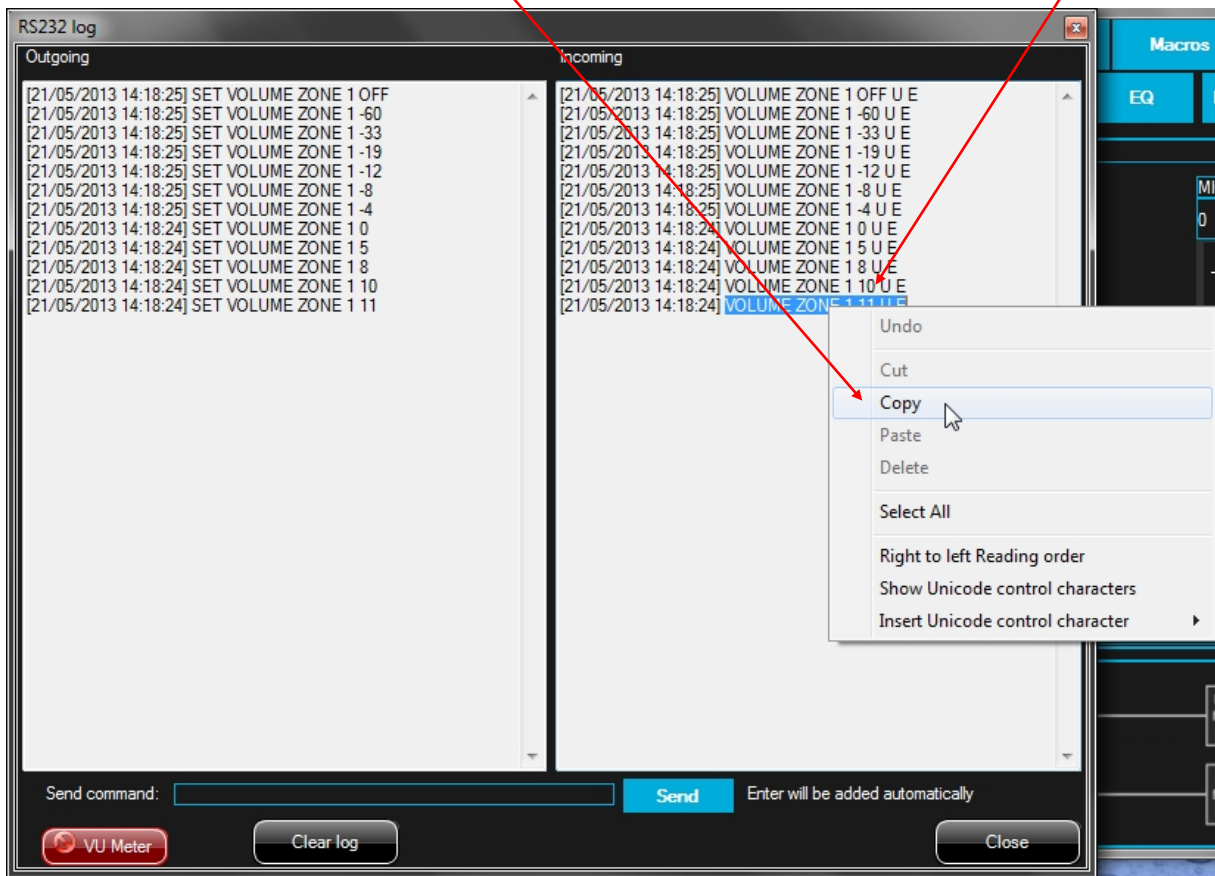 RS232 log
Outgoing
[21/05/2013 14:18:25] SET VOLUME ZONE 1 OFF
[21/05/2013 14:18:25] SET VOLUME ZONE 1 -60
[21/05/2013 14:18:25] SET VOLUME ZONE 1 -33
[21/05/2013 14:18:25] SET VOLUME ZONE 1 -19
[21/05/2013 14:18:25] SET VOLUME ZONE 1 -12
[21/05/2013 14:18:25] SET VOLUME ZONE 1 -8
[21/05/2013 14:18:25] SET VOLUME ZONE 1 -4
[21/05/2013 14:18:24] SET VOLUME ZONE 1 0
[21/05/2013 14:18:24] SET VOLUME ZONE 1 5
[21/05/2013 14:18:24] SET VOLUME ZONE 1 8
[21/05/2013 14:18:24] SET VOLUME ZONE 1 10
[21/05/2013 14:18:24] SET VOLUME ZONE 1 11
Incoming
[21/05/2013 14:18:25] VOLUME ZONE 1 OFF U E
[21/05/2013 14:18:25] VOLUME ZONE 1 -60 U E
[21/05/2013 14:18:25] VOLUME ZONE 1 -33 U E
[21/05/2013 14:18:25] VOLUME ZONE 1 -19 U E
[21/05/2013 14:18:25] VOLUME ZONE 1 -12 U E
[21/05/2013 14:18:25] VOLUME ZONE 1 -8 U E
[21/05/2013 14:18:25] VOLUME ZONE 1 -4 U E
[21/05/2013 14:18:24] VOLUME ZONE 1 0 U E
[21/05/2013 14:18:24] VOLUME ZONE 1 5 U E
[21/05/2013 14:18:24] VOLUME ZONE 1 8 U E
[21/05/2013 14:18:24] VOLUME ZONE 1 10 U E
[21/05/2013 14:18:24] VOLUME ZONE 1 11 U E
Undo
Cut
Copy
Paste
Delete
Select All
Right to left Reading order
Show Unicode control characters
Insert Unicode control character
Send command:
Send
Enter will be added automatically
VU Meter
Clear log
Close
Macros
EQ
0